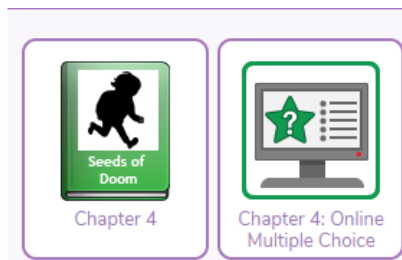 Seeds of
Doom
Chapter 4
?
Chapter 4: Online
Multiple Choice